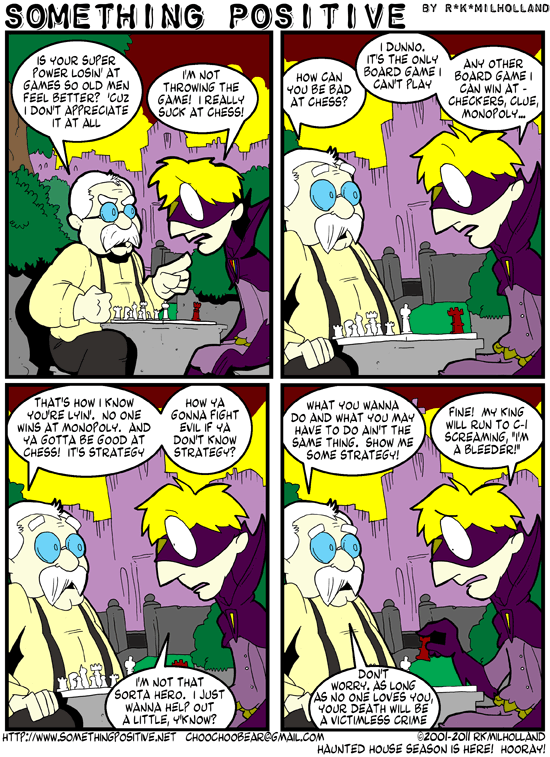 SOMETHING POSITIVE BY R*K*MILHOLLAND
IS YOUR SUPER
POWER LOSIN' AT
GAMES SO OLD MEN
FEEL BETTER? 'CUZ
I DON'T APPRECIATE
IT AT ALL
I'M NOT
THROWING THE
GAME! I REALLY
SUCK AT CHESS!
HOW CAN
YOU BE BAD
AT CHESS?
I DUNNO.
IT'S THE ONLY
BOARD GAME I
CAN'T PLAY
ANY OTHER
BOARD GAME I
CAN WIN AT -
CHECKERS, CLUE,
MONOPOLY...
THAT'S HOW I KNOW
YOU'RE LYIN'. NO ONE
WINS AT MONOPOLY. AND
YA GOTTA BE GOOD AT
CHESS! IT'S STRATEGY
HOW YA
GONNA FIGHT
EVIL IF YA
DON'T KNOW
STRATEGY?
I'M NOT THAT
SORTA HERO. I JUST
WANNA HELP OUT
A LITTLE, Y'KNOW?
WHAT YOU WANNA
DO AND WHAT YOU MAY
HAVE TO DO AIN'T THE
SAME THING. SHOW ME
SOME STRATEGY!
FINE! MY KING
WILL RUN TO C-1
SCREAMING, "I'M
A BLEEDER!"
DON'T
WORRY. AS LONG
AS NO ONE LOVES YOU,
YOUR DEATH WILL BE
A VICTIMLESS CRIME
HTTP://WWW.SOMETHINGPOSITIVE.NET CHOOCHOOBEAR@GMAIL.COM ©2001-2011 RKMILHOLLAND
HAUNTED HOUSE SEASON IS HERE! HOORAY!